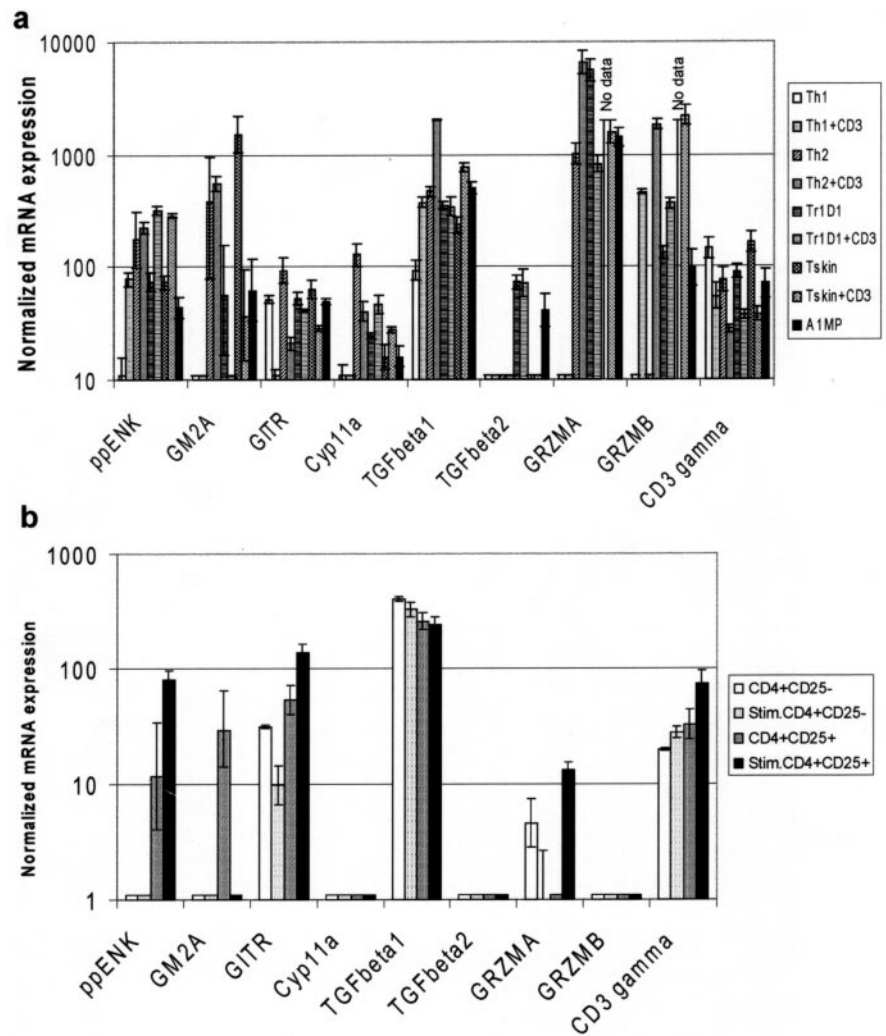 a
Normalized mRNA expression
10000
1000
100
10
No data
No data
ppENK
GM2A
GITR
Cyp11a
TGFbeta1
TGFbeta2
GRZMA
GRZMB
CD3 gamma
Th1
Th1+CD3
Th2
Th2+CD3
Tr1D1
Tr1D1+CD3
Tskin
Tskin+CD3
A1MP
b
Normalized mRNA expression
1000
100
10
1
ppENK
GM2A
GITR
Cyp11a
TGFbeta1
TGFbeta2
GRZMA
GRZMB
CD3 gamma
CD4+CD25-
Stim.CD4+CD25-
CD4+CD25+
Stim.CD4+CD25+